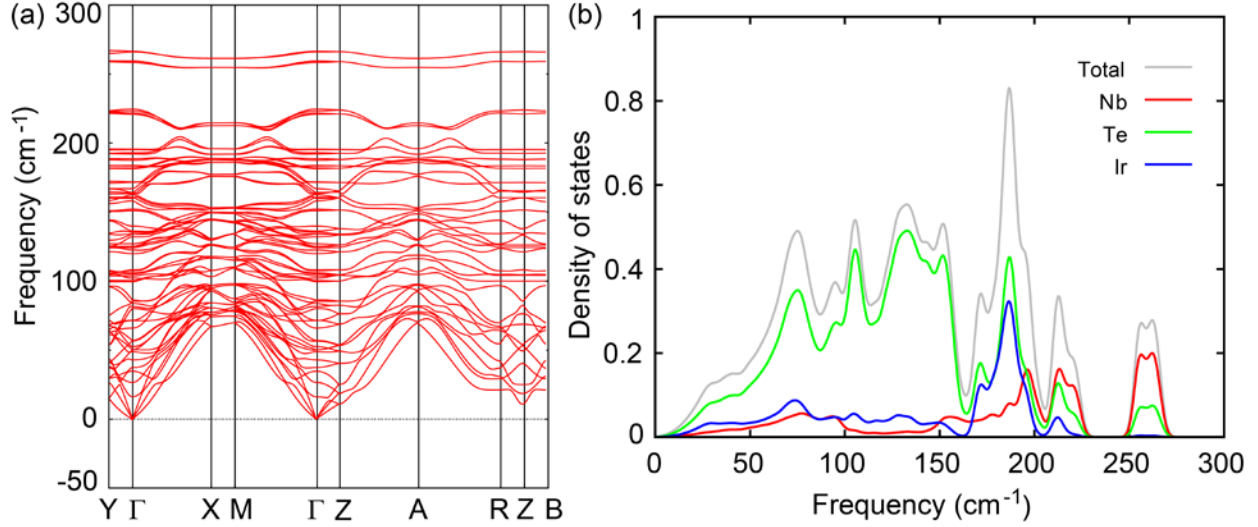 (a)
300
200
100
0
-50
Frequency (cm⁻¹)
Y Γ X M Γ Z A R Z B
(b)
1
0.8
0.6
0.4
0.2
0
Density of states
Total
Nb
Te
Ir
0 50 100 150 200 250 300
Frequency (cm⁻¹)